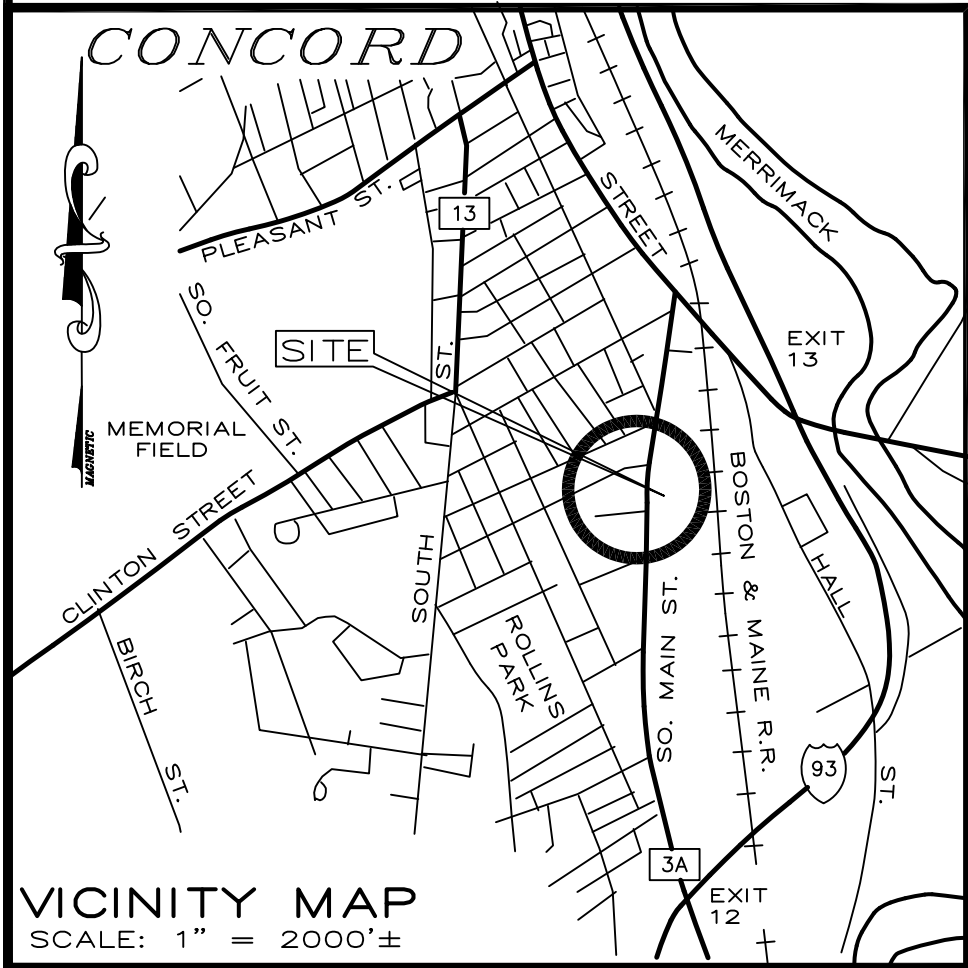 CONCORD
MERRIMACK
PLEASANT ST.
STREET
13
SO. FRUIT ST.
SITE
EXIT
13
ST.
MAGNETIC
MEMORIAL
FIELD
CLINTON STREET
BOSTON & MAINE R.R.
HALL
SOUTH
ROLLINS
PARK
SO. MAIN ST.
BIRCH ST.
93
ST.
3A
EXIT
12
VICINITY MAP
SCALE: 1" = 2000'±